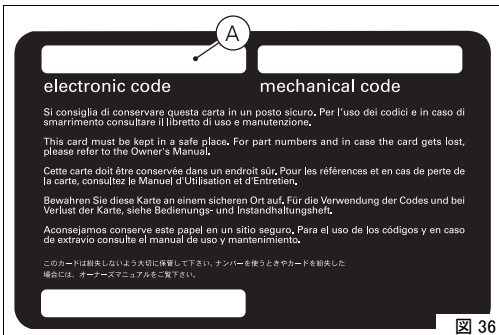 A
electronic code
mechanical code
Si consiglia di conservare questa carta in un posto sicuro. Per l'uso dei codici e in caso di
smarrimento consultare il libretto di uso e manutenzione.
This card must be kept in a safe place. For part numbers and in case the card gets lost,
please refer to the Owner's Manual.
Cette carte doit être conservée dans un endroit sûr. Pour les références et en cas de perte de
la carte, consultez le Manuel d'Utilisation et d'Entretien.
Bewahren Sie diese Karte an einem sicheren Ort auf. Für die Verwendung der Codes und bei
Verlust der Karte, siehe Bedienungs- und Instandhaltungsheft.
Aconsejamos conserve este papel en un sitio seguro. Para el uso de los códigos y en caso
de extravío consulte el manual de uso y mantenimiento.
このカードは紛失しないよう大切に保管して下さい。ナンバーを使うときやカードを紛失した
場合には、オーナーズマニュアルをご覧下さい。
図 36